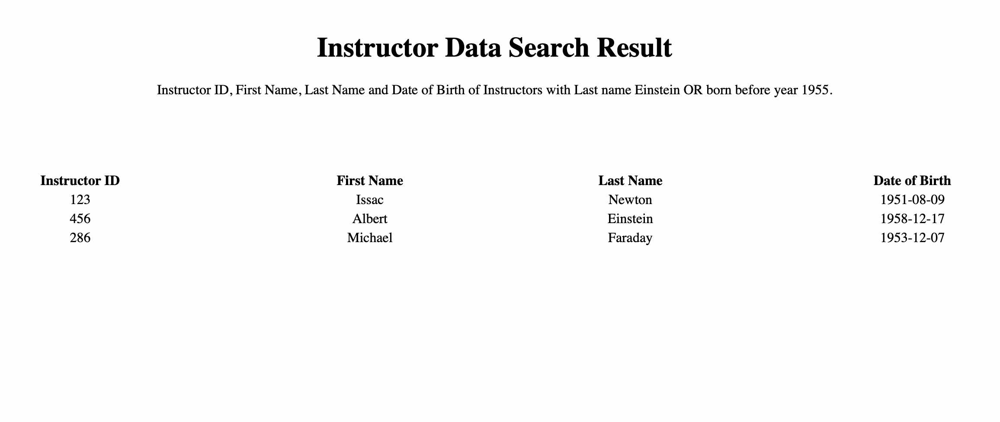 Instructor Data Search Result
Instructor ID, First Name, Last Name and Date of Birth of Instructors with Last name Einstein OR born before year 1955.
Instructor ID First Name Last Name Date of Birth
123 Issac Newton 1951-08-09
456 Albert Einstein 1958-12-17
286 Michael Faraday 1953-12-07